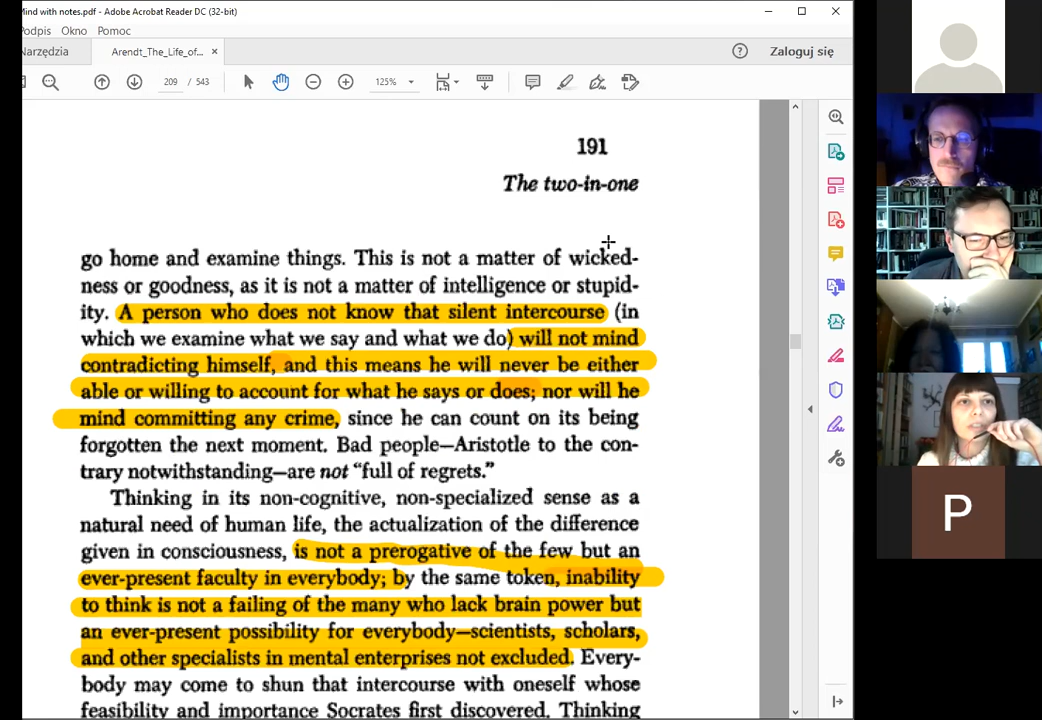 Mind with notes.pdf - Adobe Acrobat Reader DC (32-bit)
Podpis Okno Pomoc
Narzędzia Arendt_The_Life_of... × Zaloguj się
209 / 543 125%
191
The two-in-one
go home and examine things. This is not a matter of wicked-
ness or goodness, as it is not a matter of intelligence or stupid-
ity. A person who does not know that silent intercourse (in
which we examine what we say and what we do) will not mind
contradicting himself, and this means he will never be either
able or willing to account for what he says or does; nor will he
mind committing any crime, since he can count on its being
forgotten the next moment. Bad people—Aristotle to the con-
trary notwithstanding—are not "full of regrets."
Thinking in its non-cognitive, non-specialized sense as a
natural need of human life, the actualization of the difference
given in consciousness, is not a prerogative of the few but an
ever-present faculty in everybody; by the same token, inability
to think is not a failing of the many who lack brain power but
an ever-present possibility for everybody—scientists, scholars,
and other specialists in mental enterprises not excluded. Every-
body may come to shun that intercourse with oneself whose
feasibility and importance Socrates first discovered. Thinking
P